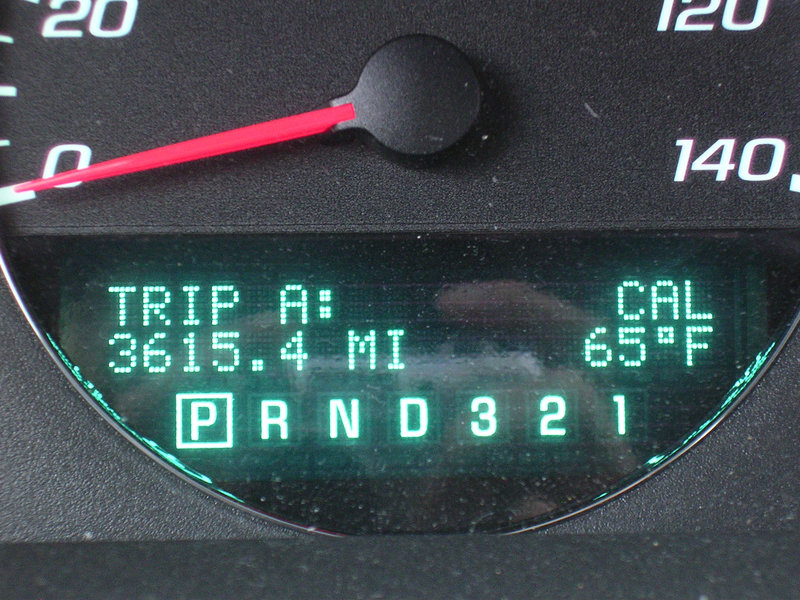 20 120
0 140
TRIP A: CAL
3615.4 MI 65°F
P R N D 3 2 1